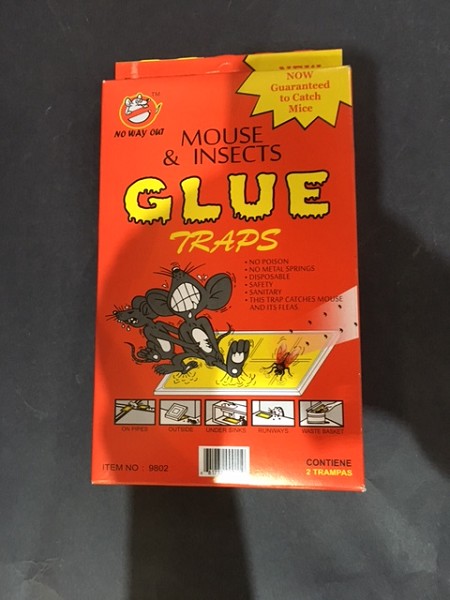 NEW!
NOW
Guaranteed
to Catch
Mice
TM
NO WAY OUT
MOUSE
& INSECTS
GLUE
TRAPS
• NO POISON
• NO METAL SPRINGS
• DISPOSABLE
• SAFETY
• SANITARY
• THIS TRAP CATCHES MOUSE
AND ITS FLEAS
ON PIPES
OUTSIDE
UNDER SINKS
RUNWAYS
WASTE BASKET
ITEM NO : 9802
CONTIENE
2 TRAMPAS